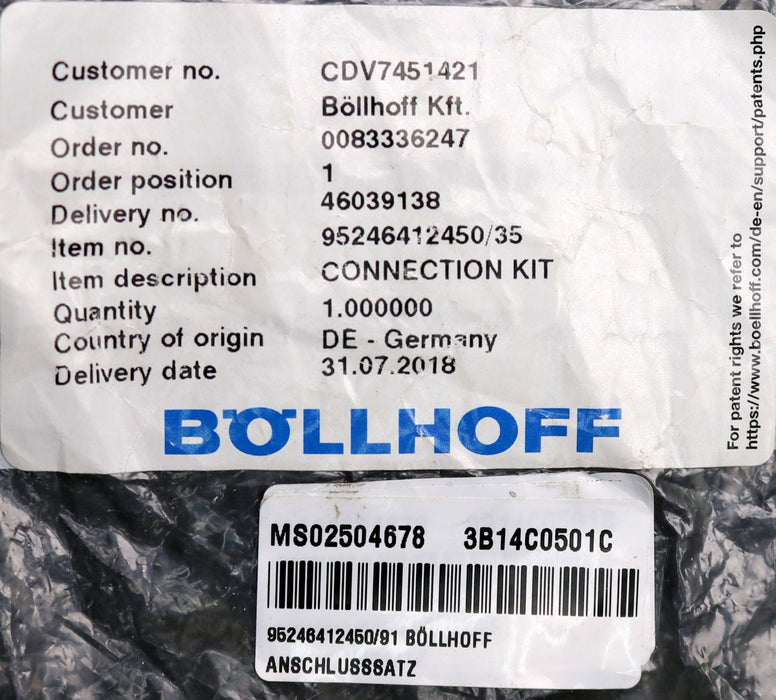 Customer no. CDV7451421
Customer Böllhoff Kft.
Order no. 0083336247
Order position 1
Delivery no. 46039138
Item no. 95246412450/35
Item description CONNECTION KIT
Quantity 1.000000
Country of origin DE - Germany
Delivery date 31.07.2018
BÖLLHOFF
For patent rights we refer to
https://www.boellhoff.com/de-en/support/patents.php
MS02504678 3B14C0501C
95246412450/91 BÖLLHOFF
ANSCHLUSSSATZ